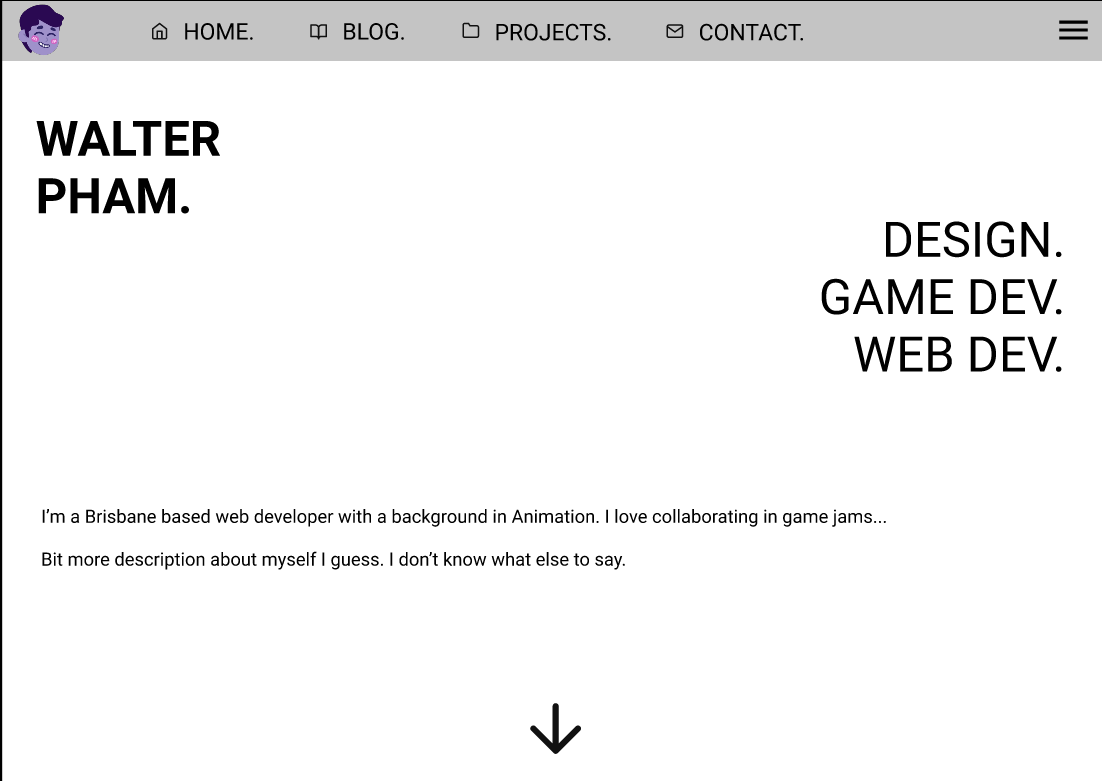 HOME. BLOG. PROJECTS. CONTACT.
WALTER
PHAM.
DESIGN.
GAME DEV.
WEB DEV.
I’m a Brisbane based web developer with a background in Animation. I love collaborating in game jams...
Bit more description about myself I guess. I don’t know what else to say.